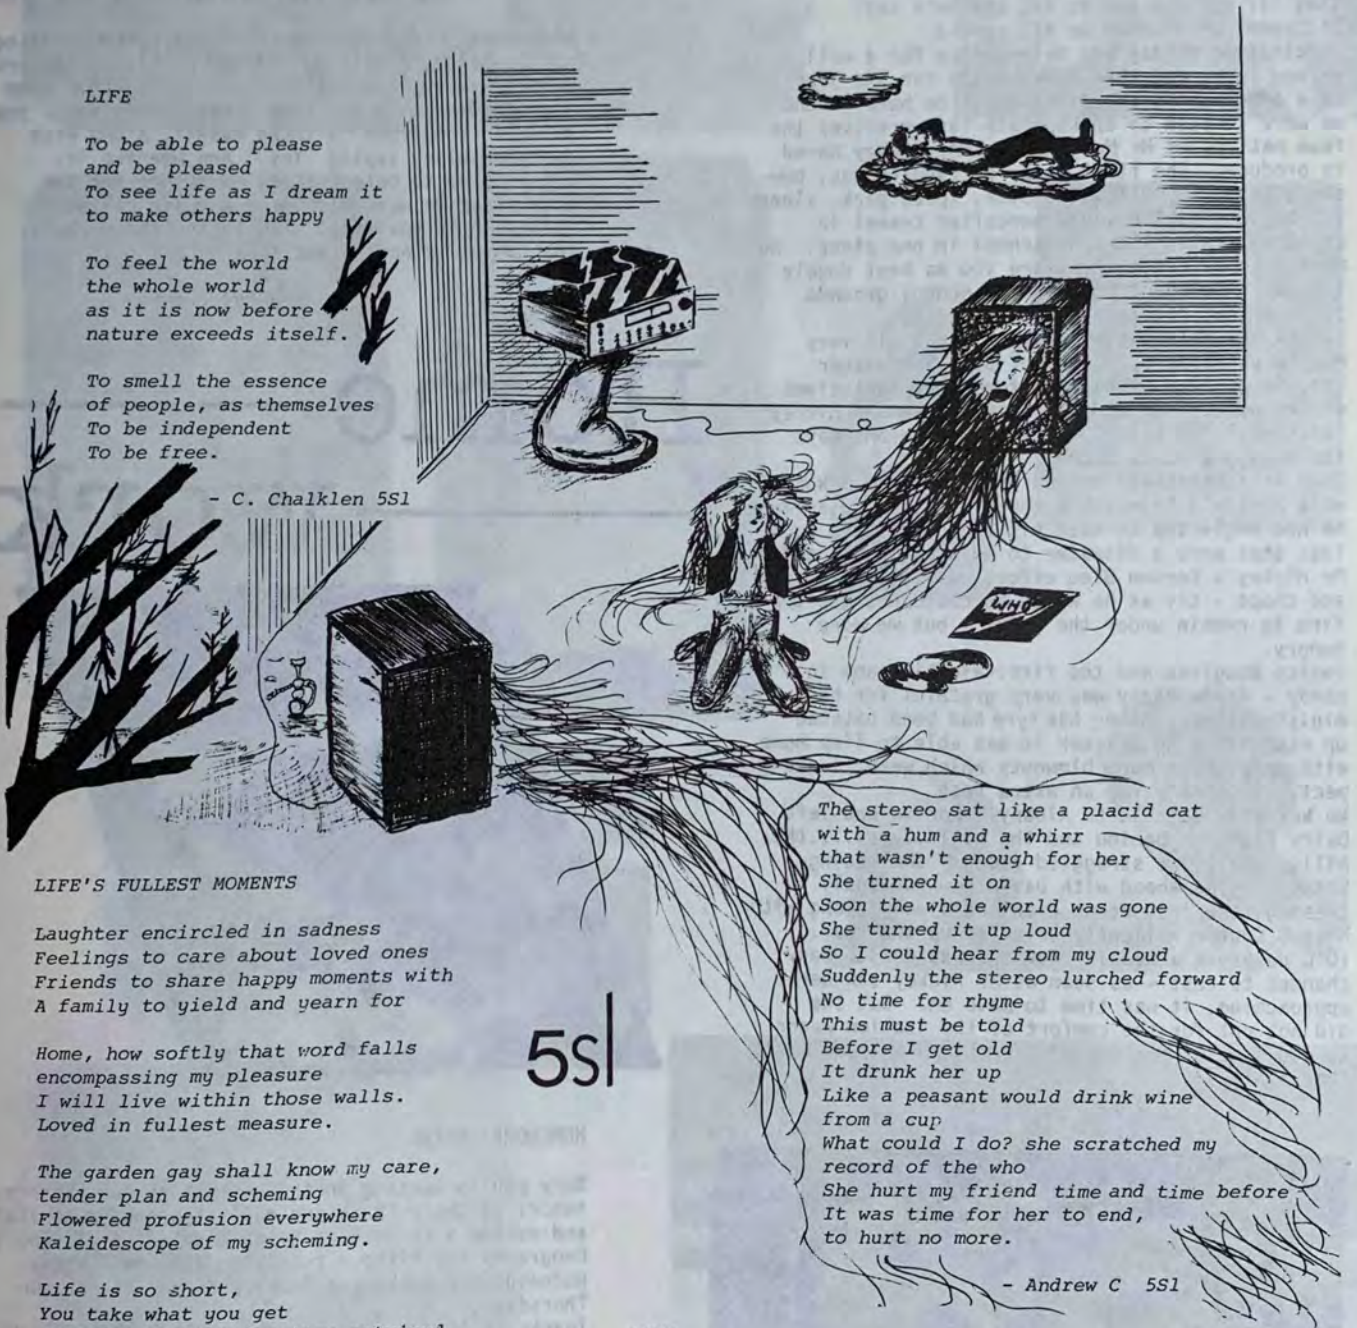 LIFE
To be able to please
and be pleased
To see life as I dream it
to make others happy
To feel the world
the whole world
as it is now before
nature exceeds itself.
To smell the essence
of people, as themselves
To be independent
To be free.
- C. Chalklen 5Sl
WHO
LIFE'S FULLEST MOMENTS
Laughter encircled in sadness
Feelings to care about loved ones
Friends to share happy moments with
A family to yield and yearn for
Home, how softly that word falls
encompassing my pleasure
I will live within those walls.
Loved in fullest measure.
The garden gay shall know my care,
tender plan and scheming
Flowered profusion everywhere
Kaleidescope of my scheming.
Life is so short,
You take what you get
5Sl
The stereo sat like a placid cat
with a hum and a whirr
that wasn't enough for her
She turned it on
Soon the whole world was gone
She turned it up loud
So I could hear from my cloud
Suddenly the stereo lurched forward
No time for rhyme
This must be told
Before I get old
It drunk her up
Like a peasant would drink wine
from a cup
What could I do? she scratched my
record of the who
She hurt my friend time and time before
It was time for her to end,
to hurt no more.
- Andrew C 5Sl